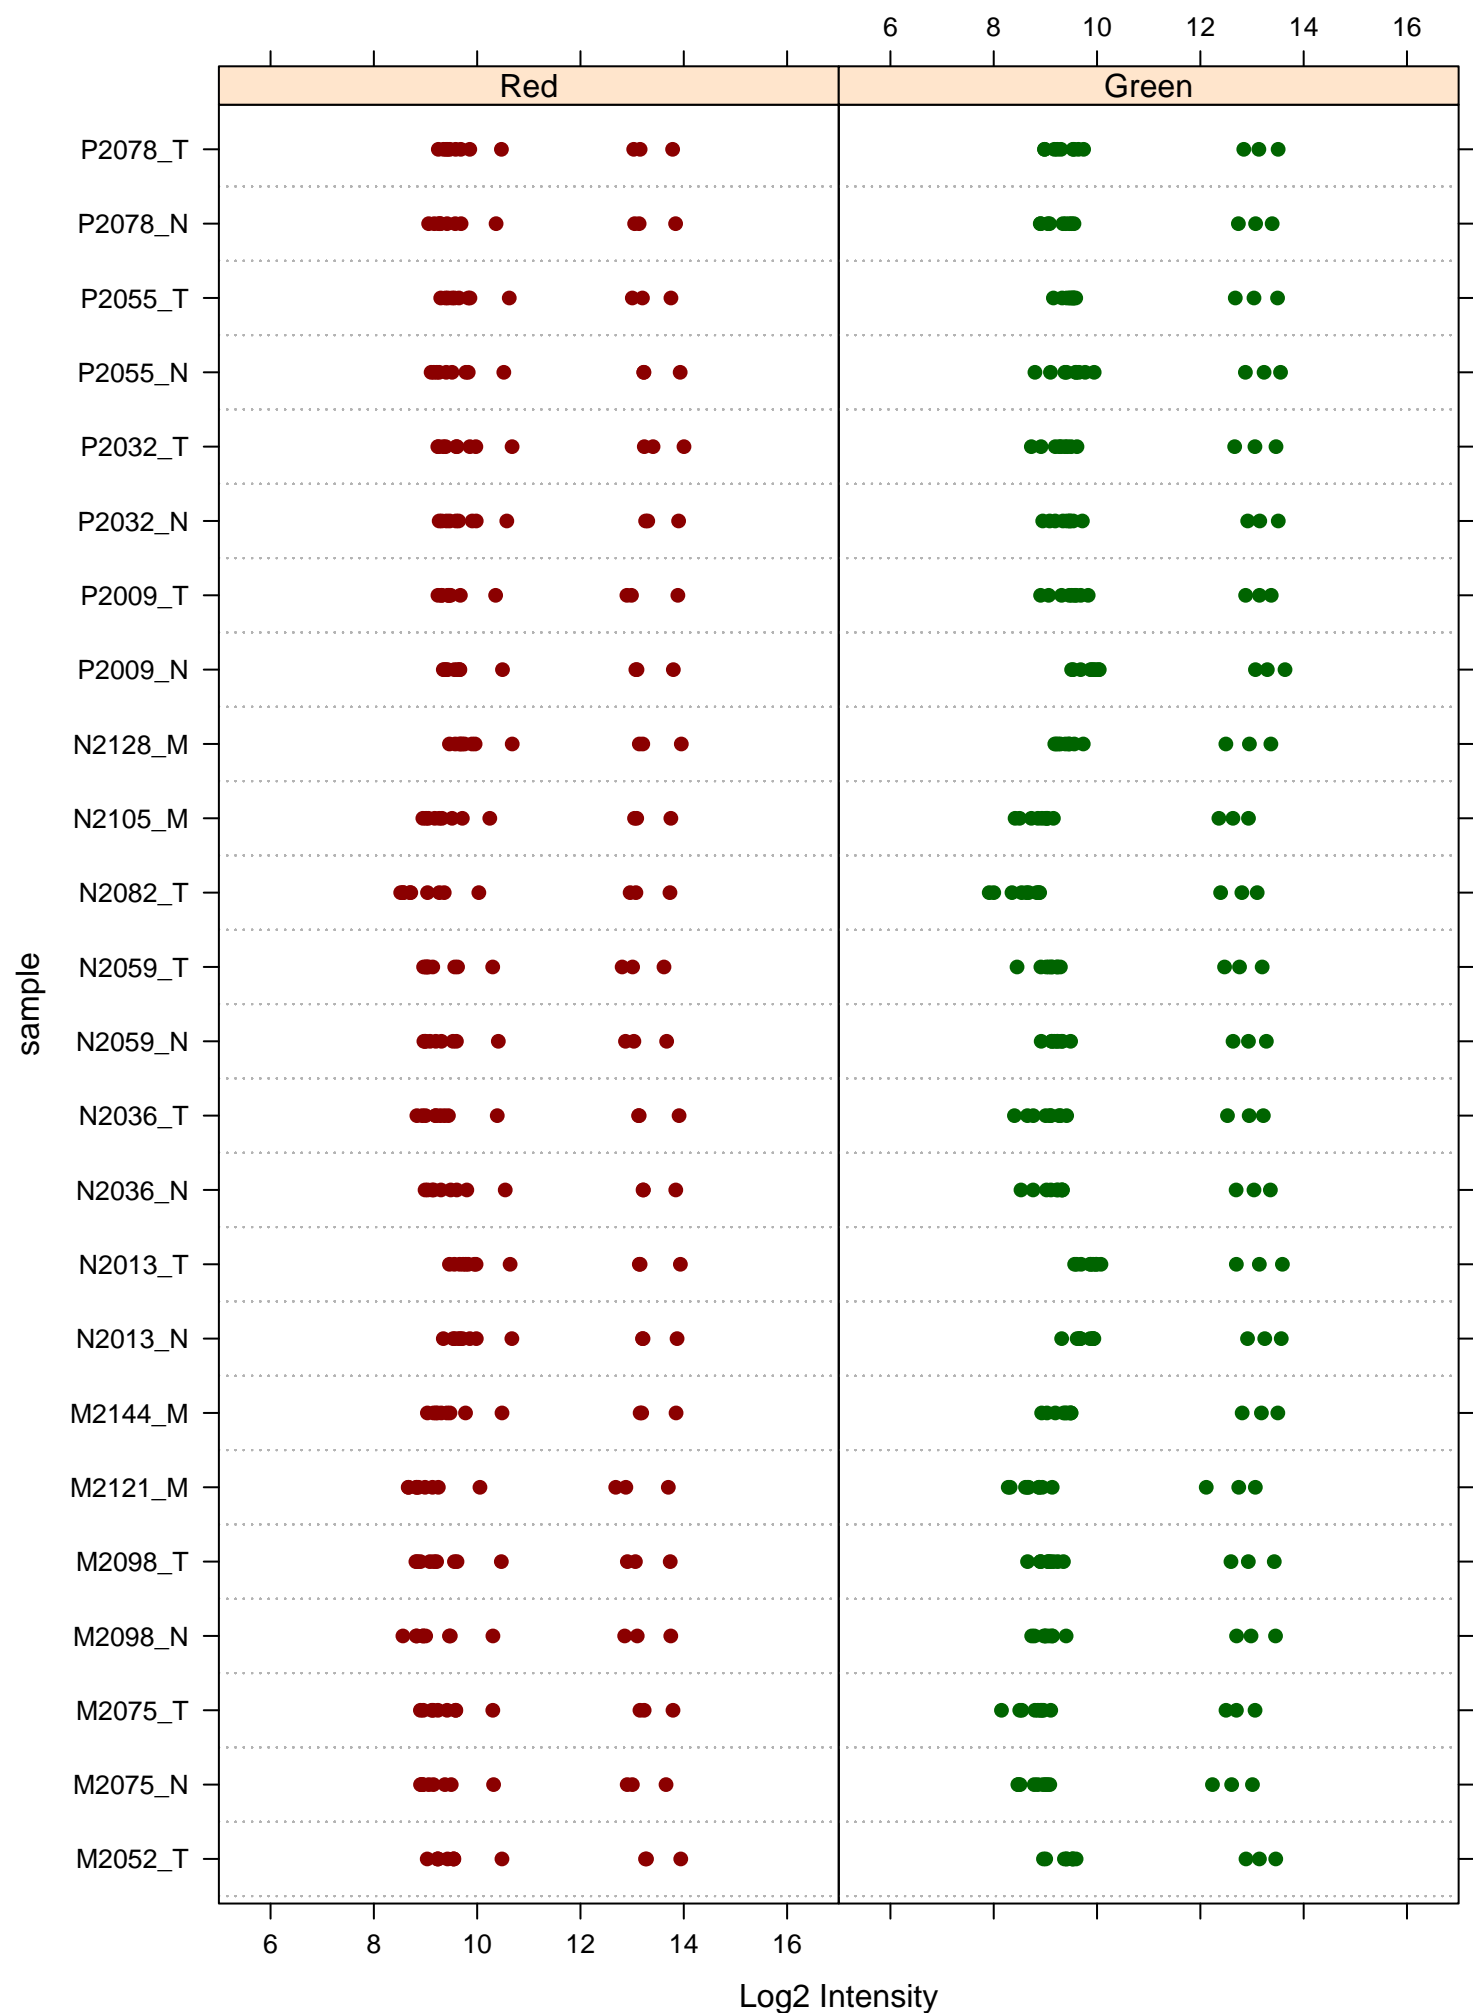 6 8 10 12 14 16
Red Green
P2078_T
P2078_N
P2055_T
P2055_N
P2032_T
P2032_N
P2009_T
P2009_N
N2128_M
N2105_M
N2082_T
N2059_T
N2059_N
N2036_T
N2036_N
N2013_T
N2013_N
M2144_M
M2121_M
M2098_T
M2098_N
M2075_T
M2075_N
M2052_T
sample
6 8 10 12 14 16
Log2 Intensity